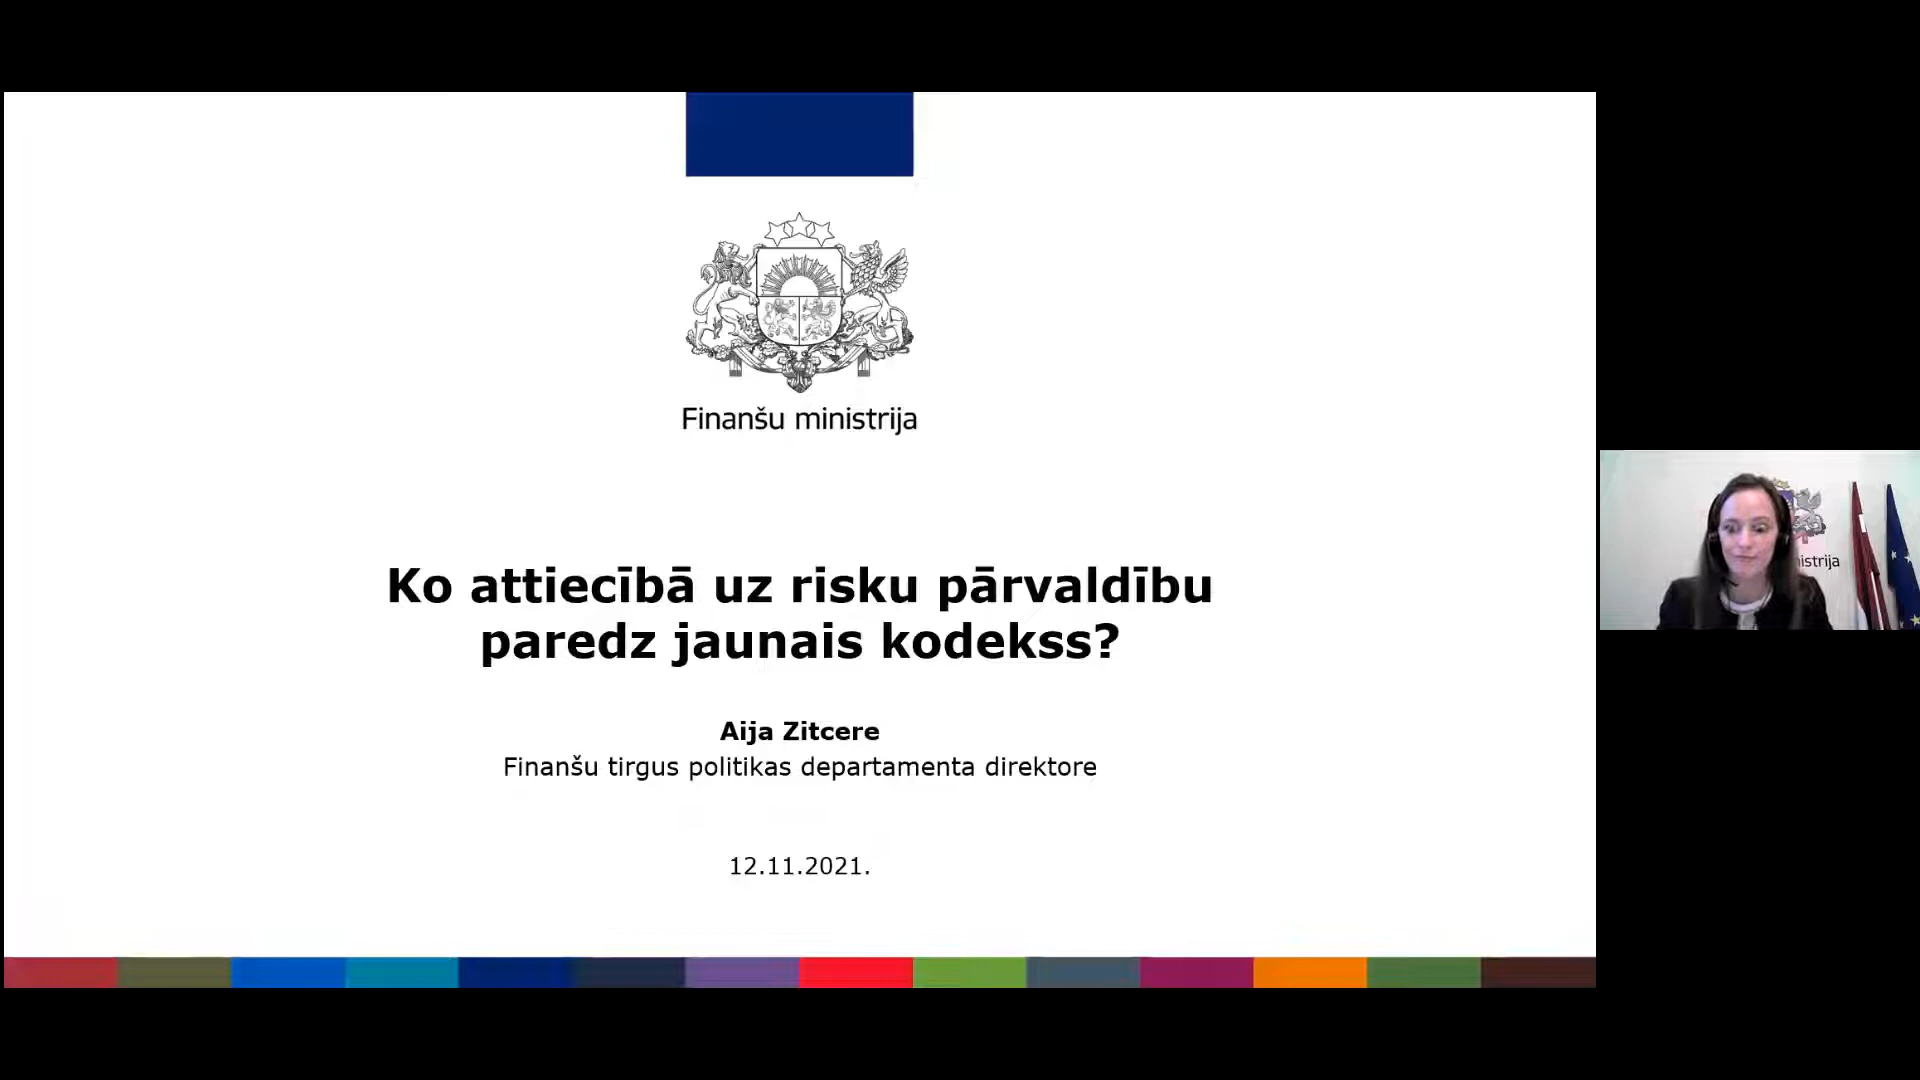 Finanšu ministrija
Ko attiecībā uz risku pārvaldību
paredz jaunais kodekss?
Aija Zitcere
Finanšu tirgus politikas departamenta direktore
12.11.2021.